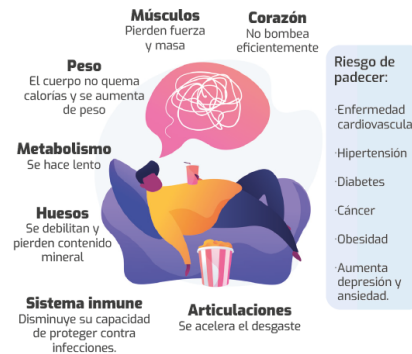 Músculos
Pierden fuerza
y masa
Corazón
No bombea
eficientemente
Peso
El cuerpo no quema
calorías y se aumenta
de peso
Metabolismo
Se hace lento
Huesos
Se debilitan y
pierden contenido
mineral
Sistema inmune
Disminuye su capacidad
de proteger contra
infecciones.
Articulaciones
Se acelera el desgaste
Riesgo de
padecer:
·Enfermedad
cardiovascula
·Hipertensión
·Diabetes
·Cáncer
·Obesidad
·Aumenta
depresión y
ansiedad.